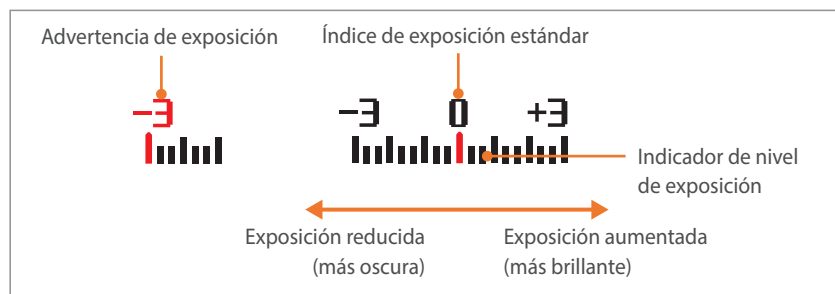 Advertencia de exposición
Índice de exposición estándar
-3
-3 0 +3
Indicador de nivel
de exposición
Exposición reducida
(más oscura)
Exposición aumentada
(más brillante)